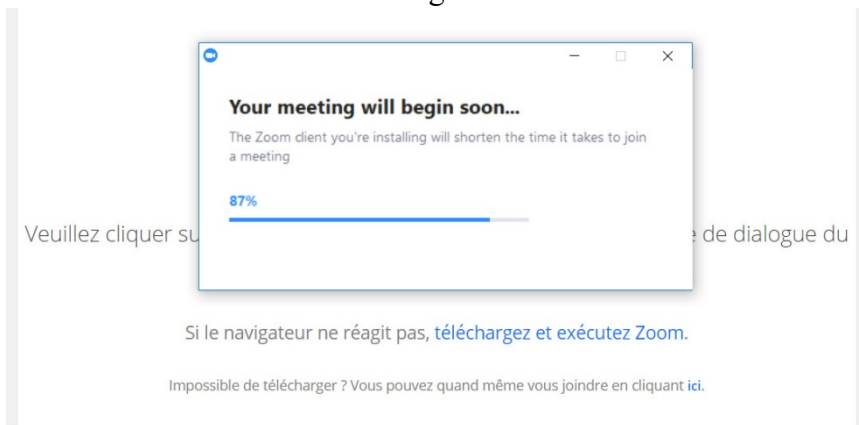 Your meeting will begin soon...
The Zoom client you're installing will shorten the time it takes to join
a meeting
87%
Veuillez cliquer su de dialogue du
Si le navigateur ne réagit pas, téléchargez et exécutez Zoom.
Impossible de télécharger ? Vous pouvez quand même vous joindre en cliquant ici.